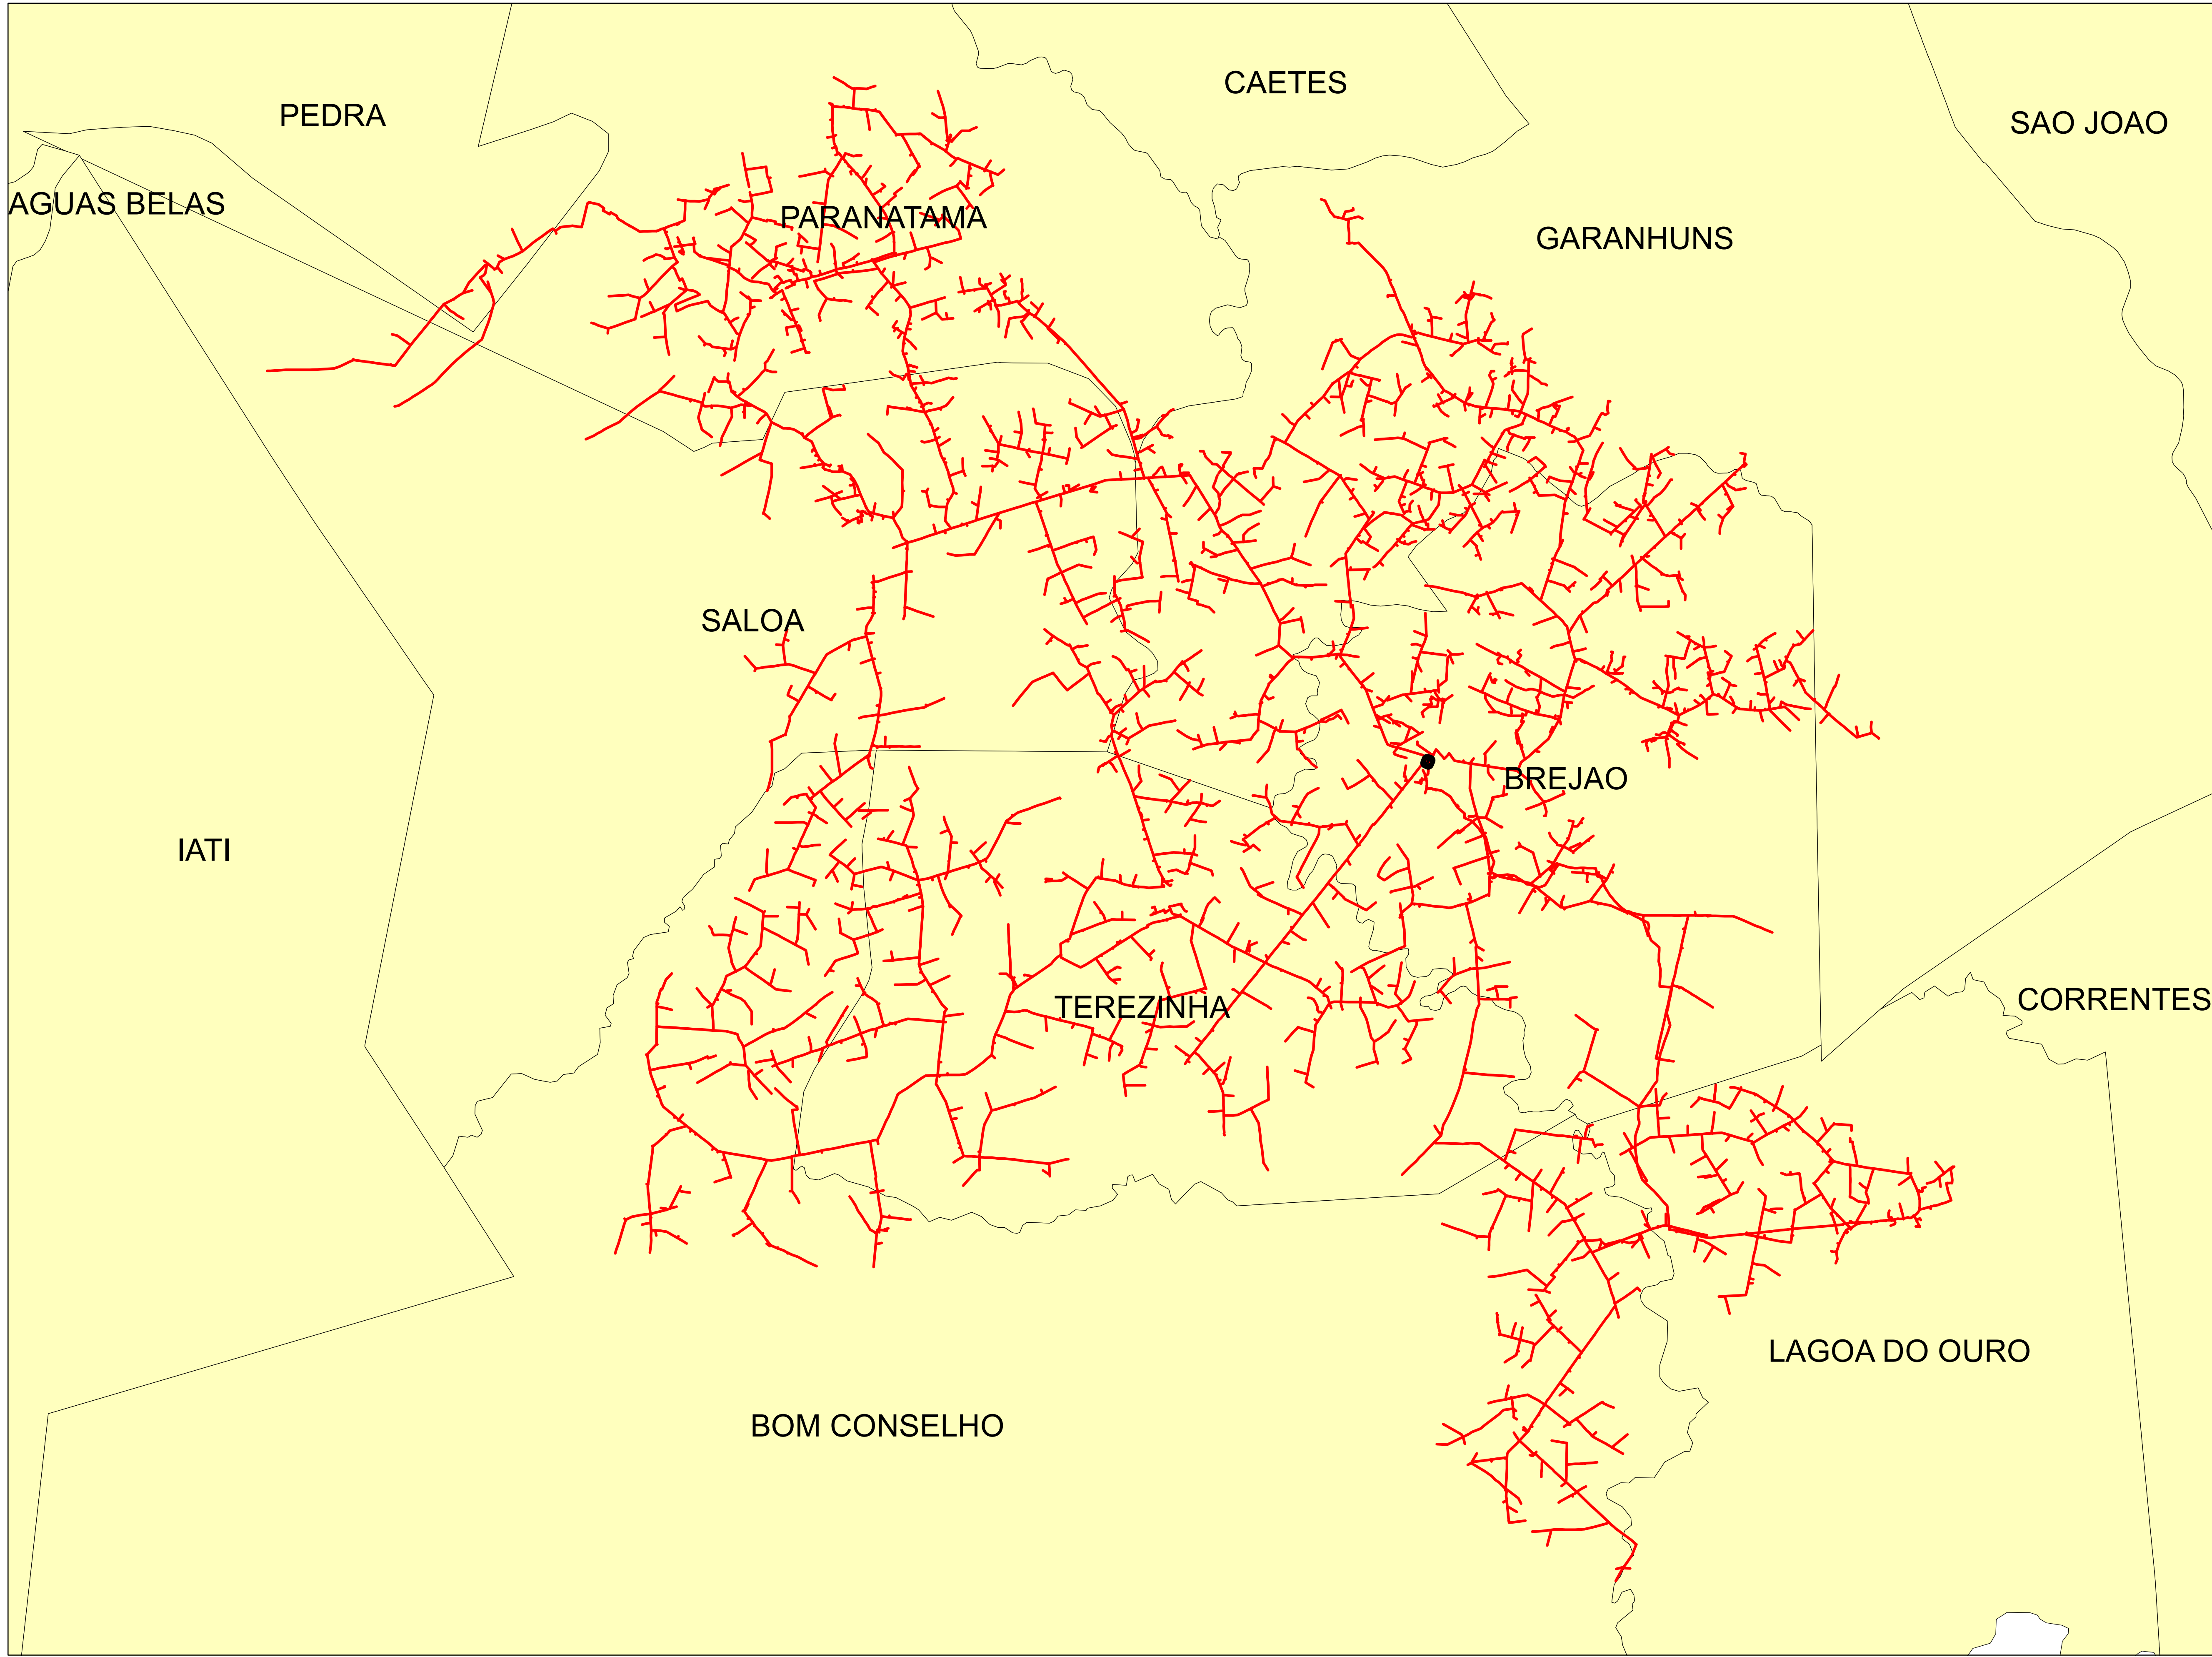 CAETES
PEDRA
SAO JOAO
AGUAS BELAS
PARANATAMA
GARANHUNS
SALOA
BREJAO
IATI
CORRENTES
TEREZINHA
LAGOA DO OURO
BOM CONSELHO